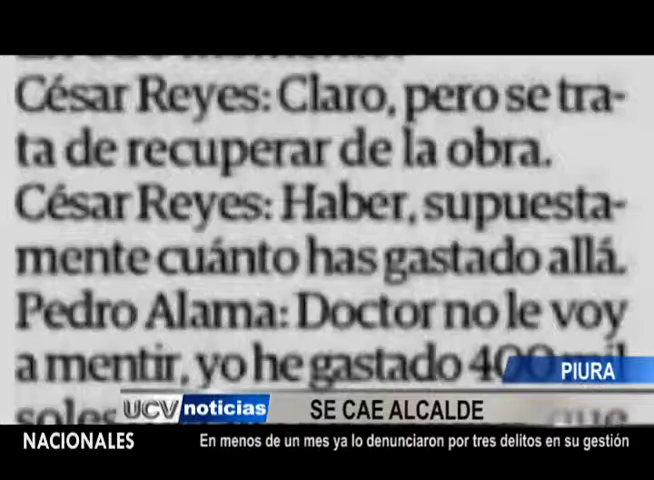 César Reyes: Claro, pero se tra-
ta de recuperar de la obra.
César Reyes: Haber, supuesta-
mente cuánto has gastado allá.
Pedro Alama: Doctor no le voy
a mentir, yo he gastado
PIURA
soles
que
UCV noticias
SE CAE ALCALDE
NACIONALES
En menos de un mes ya lo denunciaron por tres delitos en su gestión